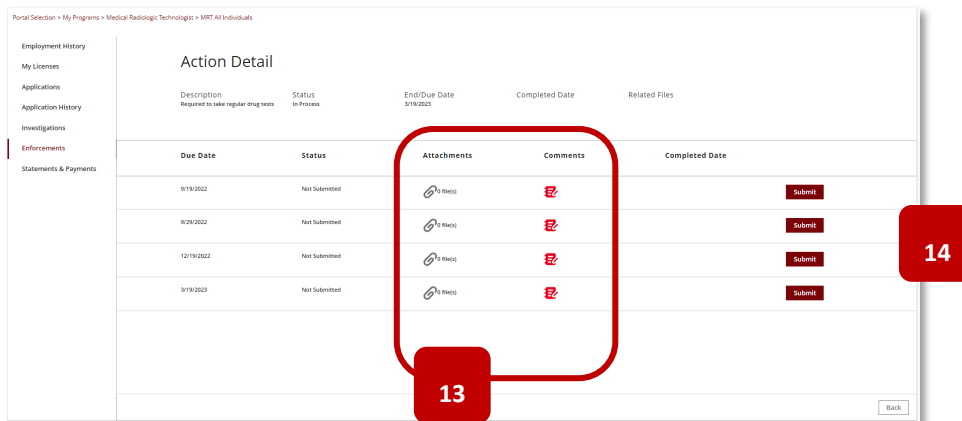 Portal Selection > My Programs > Medical Radiologic Technologist > MRT All Individuals
Employment History
My Licenses
Applications
Application History
Investigations
Enforcements
Statements & Payments
Action Detail
Description Status End/Due Date Completed Date Related Files
Required to take regular drug tests In Process 3/19/2023
Due Date Status Attachments Comments Completed Date
9/19/2022 Not Submitted 0 file(s) Submit
9/29/2022 Not Submitted 0 file(s) Submit
12/19/2022 Not Submitted 0 file(s) Submit
3/19/2023 Not Submitted 0 file(s) Submit
14
13
Back